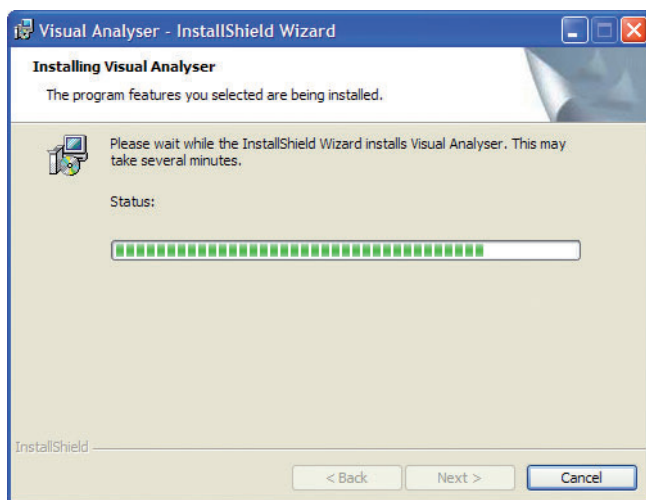 Visual Analyser - InstallShield Wizard
Installing Visual Analyser
The program features you selected are being installed.
Please wait while the InstallShield Wizard installs Visual Analyser. This may
take several minutes.
Status:
InstallShield
< Back Next > Cancel